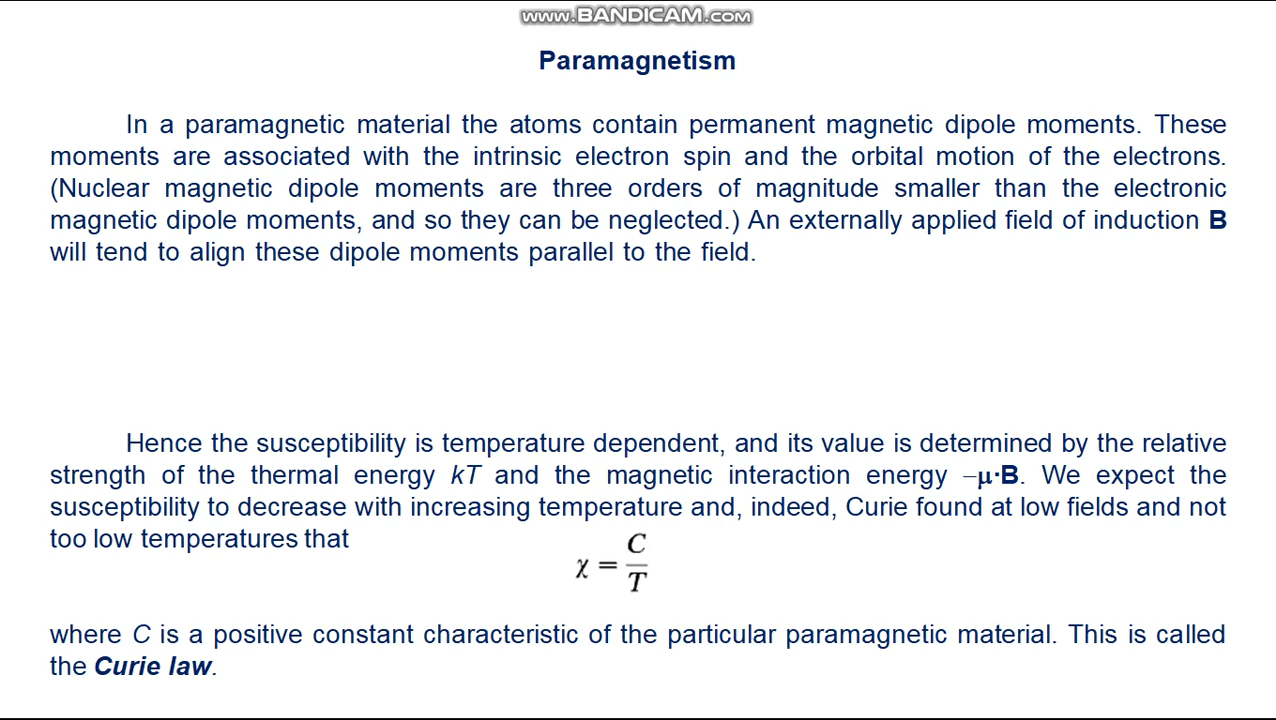 www.BANDICAM.com
Paramagnetism
In a paramagnetic material the atoms contain permanent magnetic dipole moments. These
moments are associated with the intrinsic electron spin and the orbital motion of the electrons.
(Nuclear magnetic dipole moments are three orders of magnitude smaller than the electronic
magnetic dipole moments, and so they can be neglected.) An externally applied field of induction B
will tend to align these dipole moments parallel to the field.
Hence the susceptibility is temperature dependent, and its value is determined by the relative
strength of the thermal energy kT and the magnetic interaction energy −μ·B. We expect the
susceptibility to decrease with increasing temperature and, indeed, Curie found at low fields and not
too low temperatures that
χ = C/T
where C is a positive constant characteristic of the particular paramagnetic material. This is called
the Curie law.